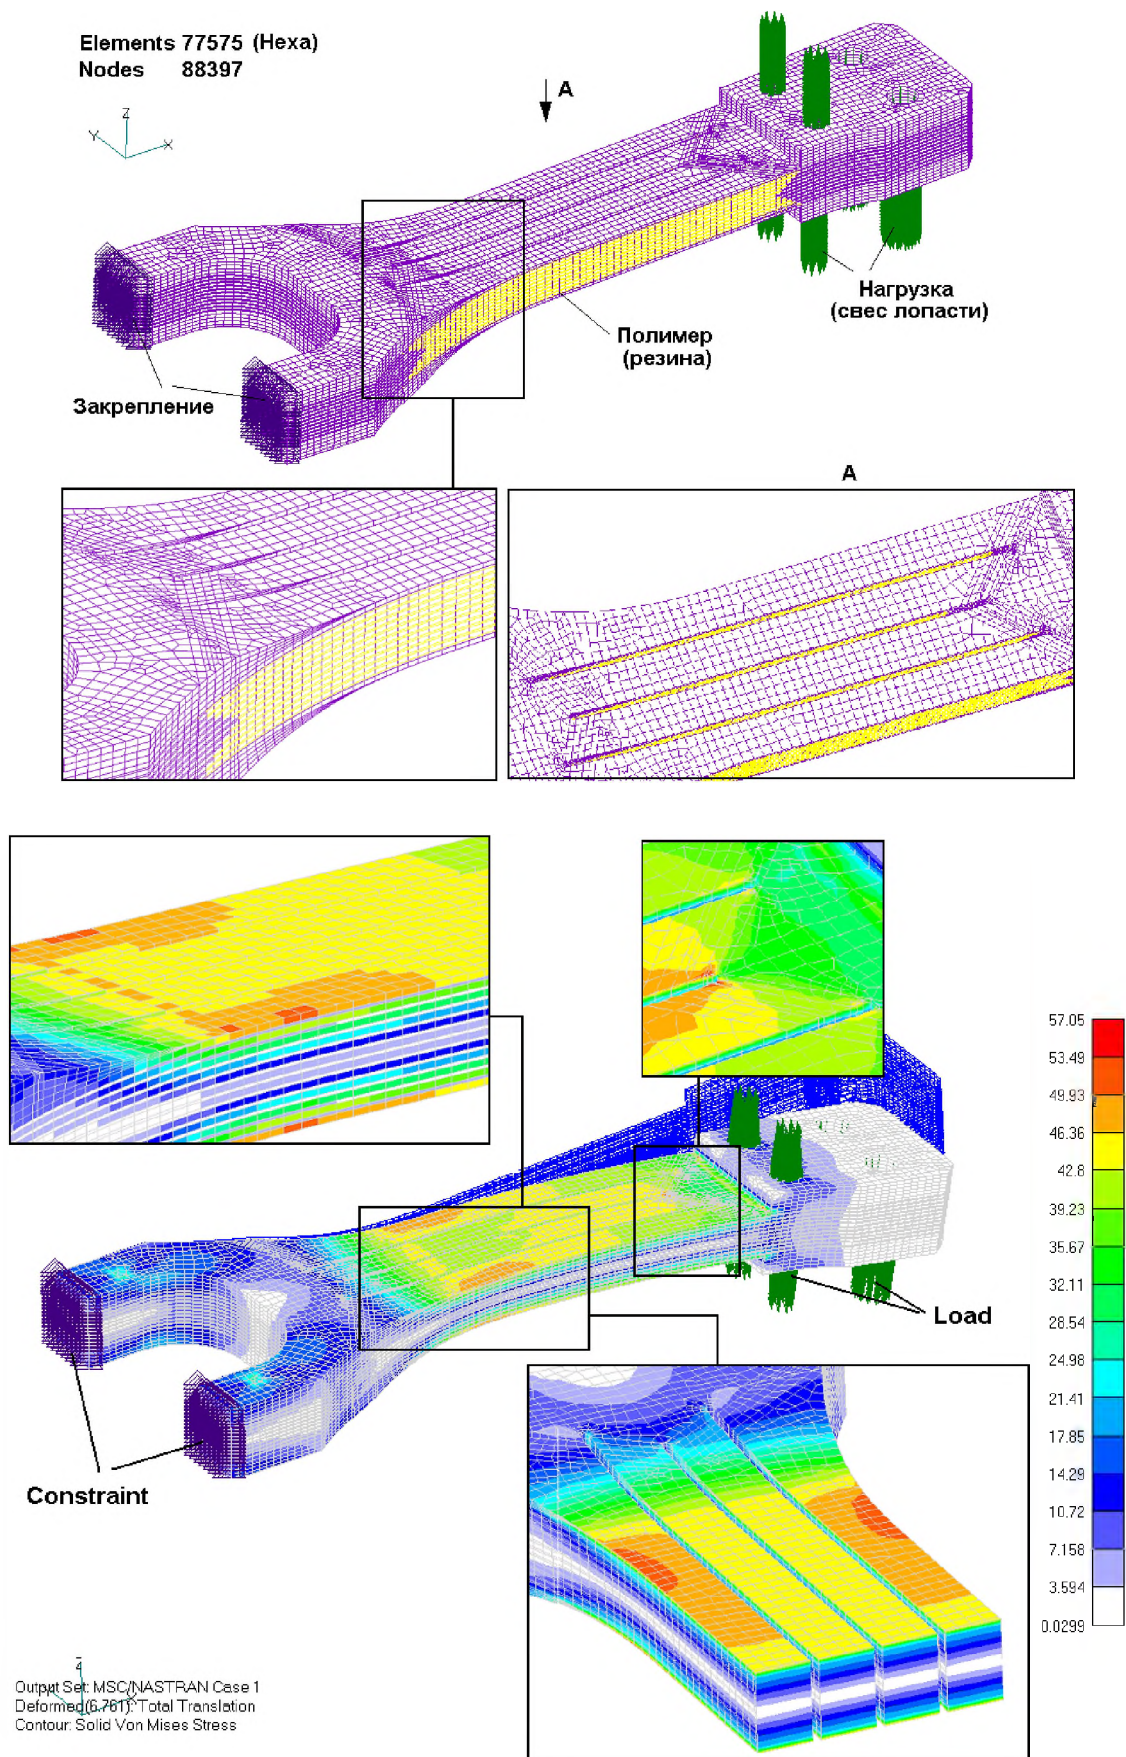 Elements 77575 (Hexa)
Nodes 88397
A
Z
Y
X
Нагрузка
(свес лопасти)
Полимер
(резина)
Закрепление
A
57.05
53.49
49.93
46.36
42.8
39.23
35.67
32.11
28.54
24.98
21.41
17.85
14.29
10.72
7.158
3.594
0.0299
Load
Constraint
Output Set: MSC/NASTRAN Case 1
Deformed(6.761): Total Translation
Contour: Solid Von Mises Stress